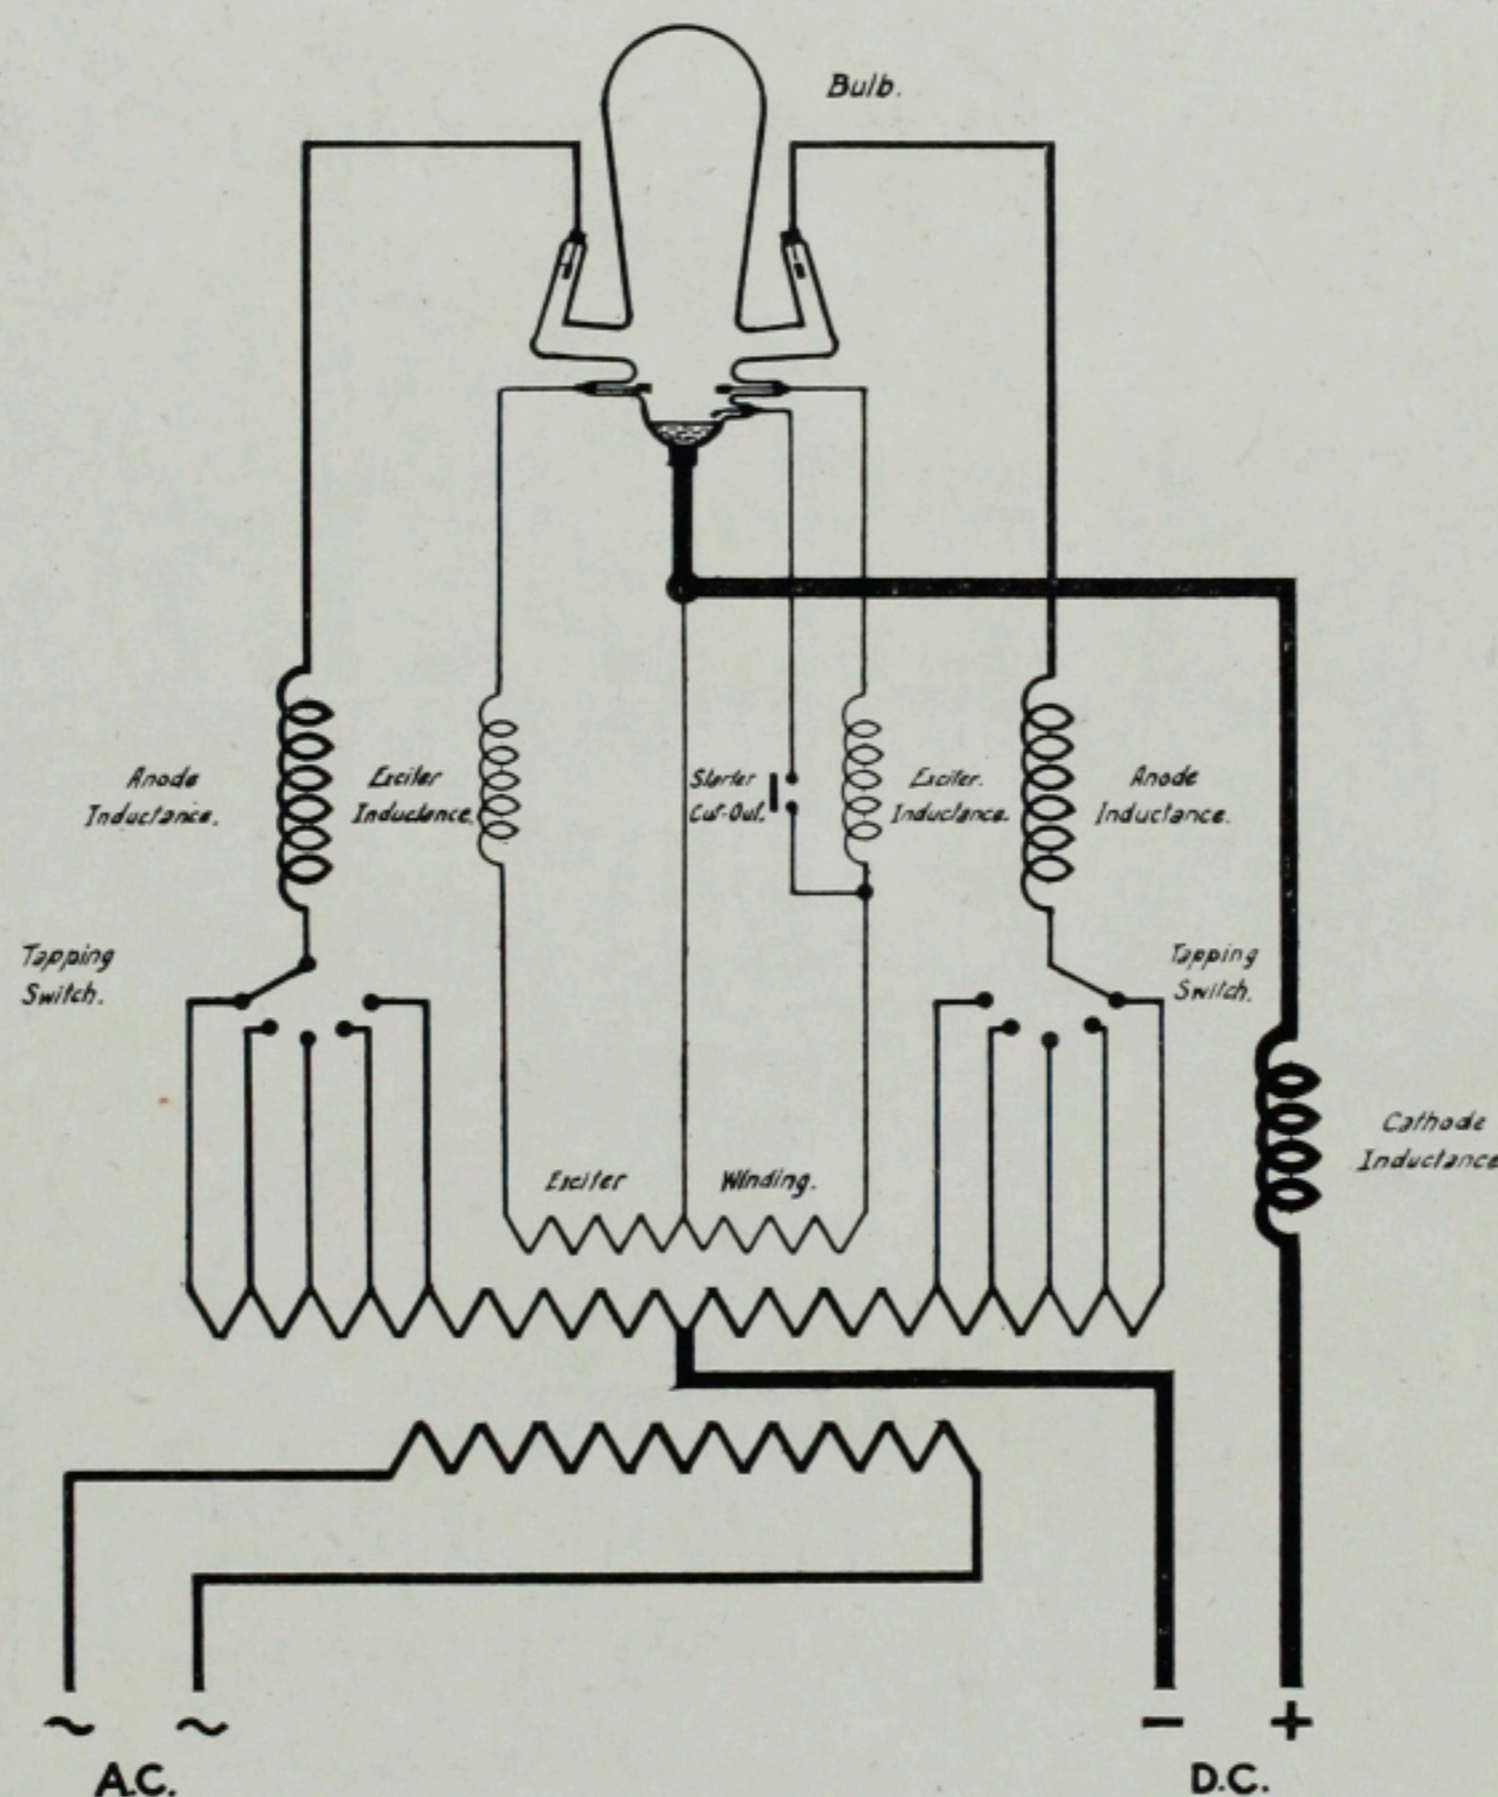 Bulb.
Anode
Inductance.
Exciter
Inductance.
Starter
Cut-Out.
Exciter.
Inductance.
Anode
Inductance.
Tapping
Switch.
Tapping
Switch.
Cathode
Inductance
Exciter Winding.
~ ~
A.C.
− +
D.C.